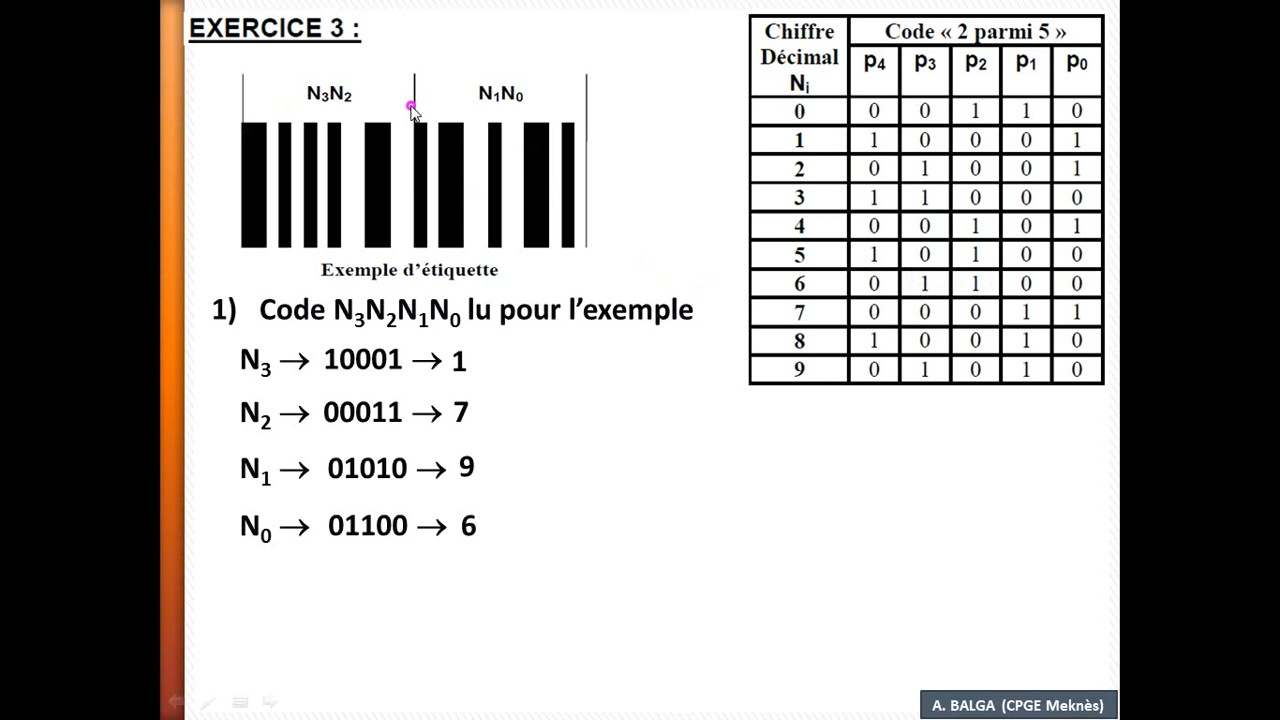 EXERCICE 3 :
N₃N₂ N₁N₀
Exemple d'étiquette
1) Code N₃N₂N₁N₀ lu pour l'exemple
N₃ → 10001 → 1
N₂ → 00011 → 7
N₁ → 01010 → 9
N₀ → 01100 → 6
Chiffre Décimal Nᵢ Code « 2 parmi 5 »
p₄ p₃ p₂ p₁ p₀
0 0 0 1 1 0
1 1 0 0 0 1
2 0 1 0 0 1
3 1 1 0 0 0
4 0 0 1 0 1
5 1 0 1 0 0
6 0 1 1 0 0
7 0 0 0 1 1
8 1 0 0 1 0
9 0 1 0 1 0
A. BALGA (CPGE Meknès)